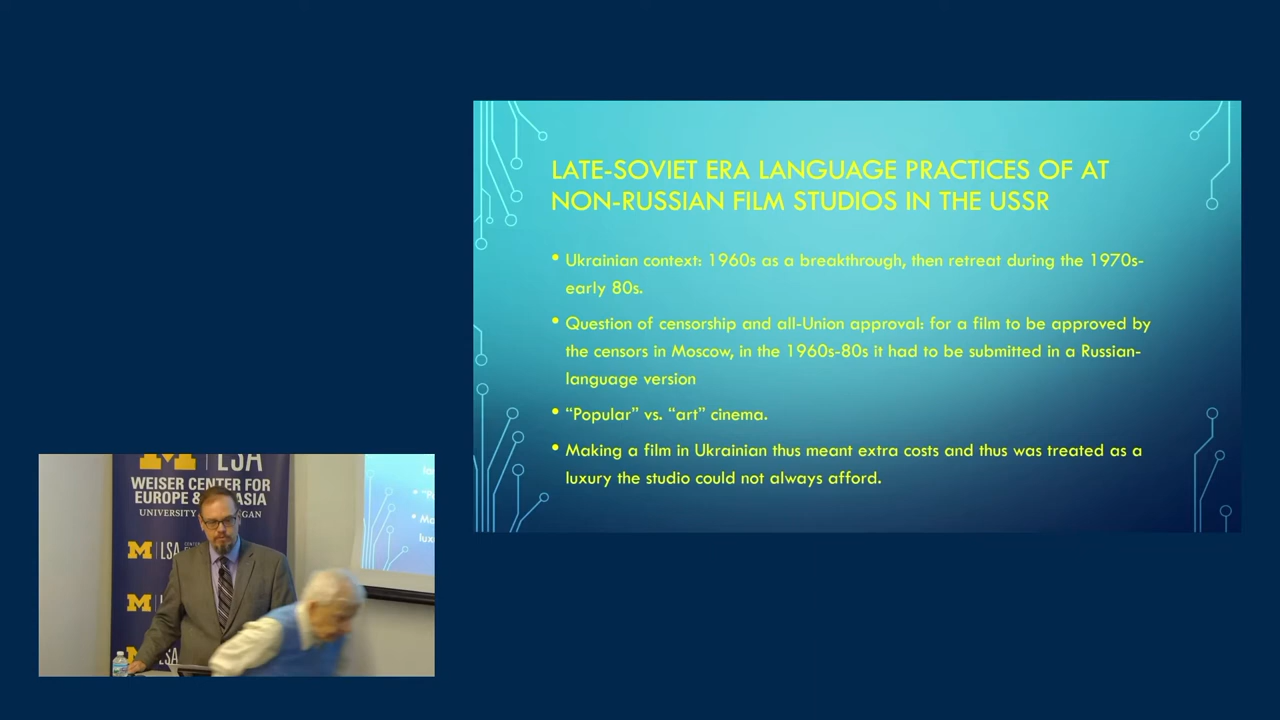 LATE-SOVIET ERA LANGUAGE PRACTICES OF AT
NON-RUSSIAN FILM STUDIOS IN THE USSR
• Ukrainian context: 1960s as a breakthrough, then retreat during the 1970s-
early 80s.
• Question of censorship and all-Union approval: for a film to be approved by
the censors in Moscow, in the 1960s-80s it had to be submitted in a Russian-
language version
• “Popular” vs. “art” cinema.
• Making a film in Ukrainian thus meant extra costs and thus was treated as a
luxury the studio could not always afford.
M LSA
WEISER CENTER FOR
EUROPE &
UNIVERSITY
M LSA
M